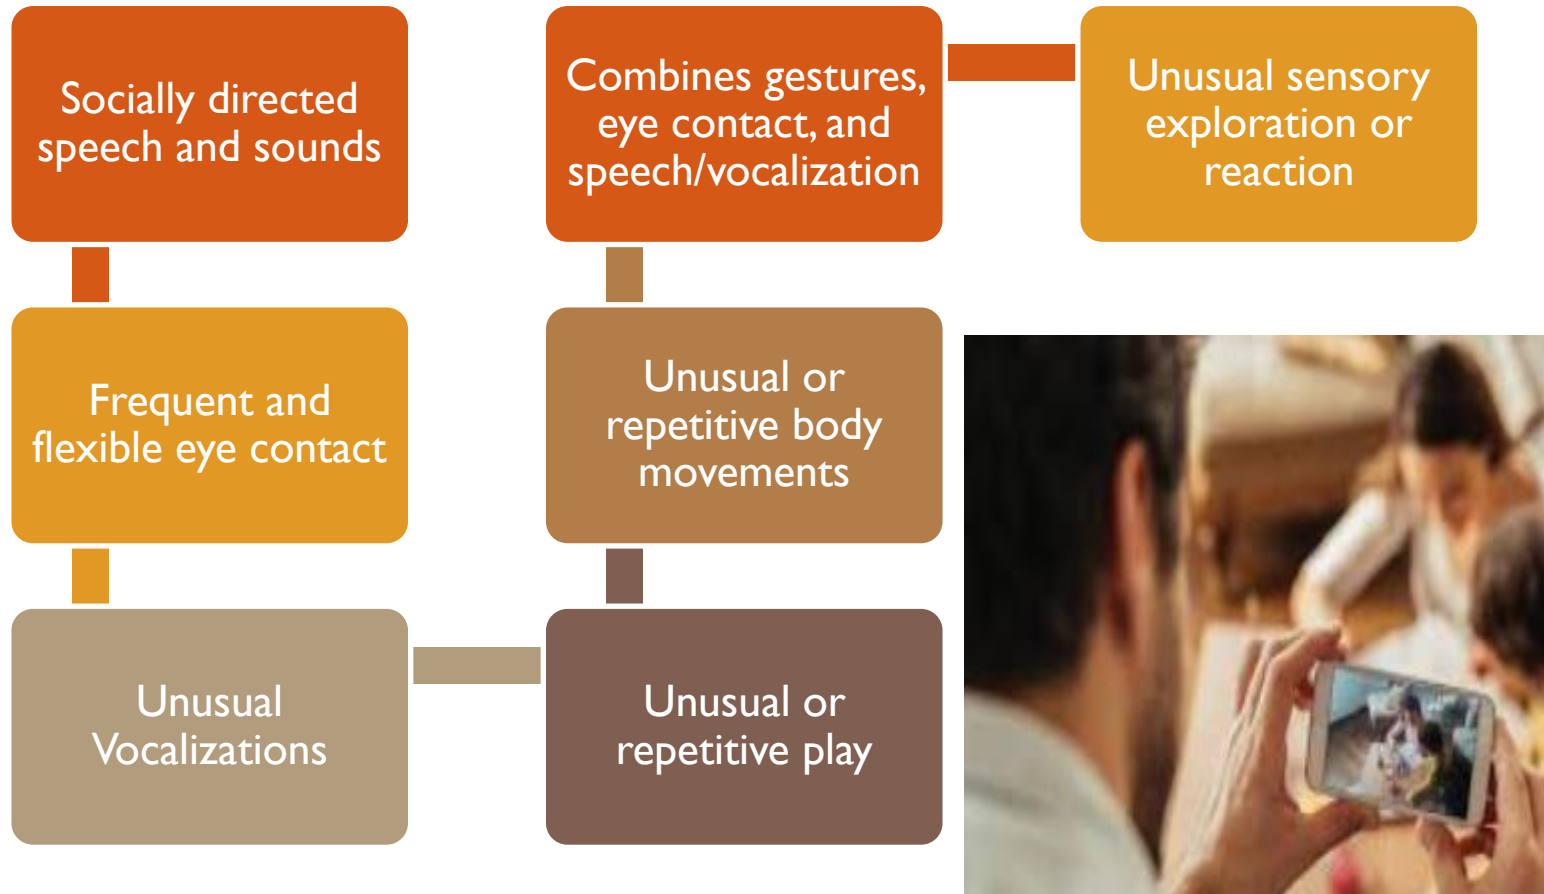 Socially directed
speech and sounds
Frequent and
flexible eye contact
Unusual
Vocalizations
Unusual or
repetitive play
Unusual or
repetitive body
movements
Combines gestures,
eye contact, and
speech/vocalization
Unusual sensory
exploration or
reaction